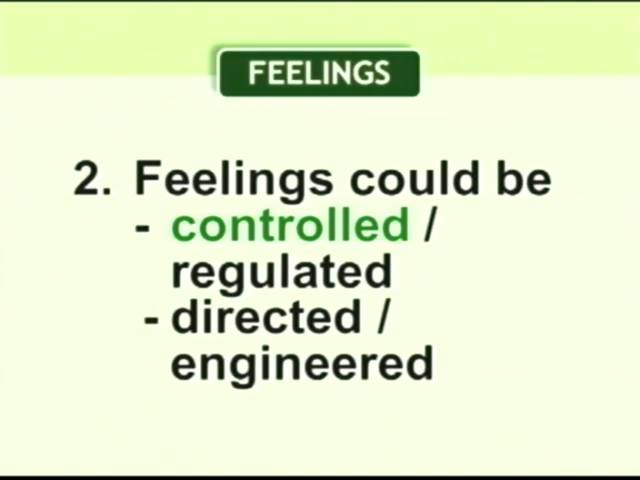 FEELINGS
2. Feelings could be
- controlled /
regulated
- directed /
engineered